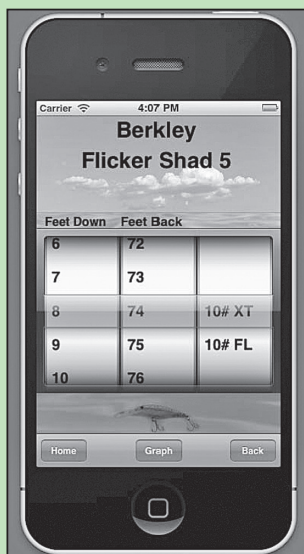 Carrier 4:07 PM
Berkley
Flicker Shad 5
Feet Down Feet Back
6 72
7 73
8 74 10# XT
9 75 10# FL
10 76
Home Graph Back